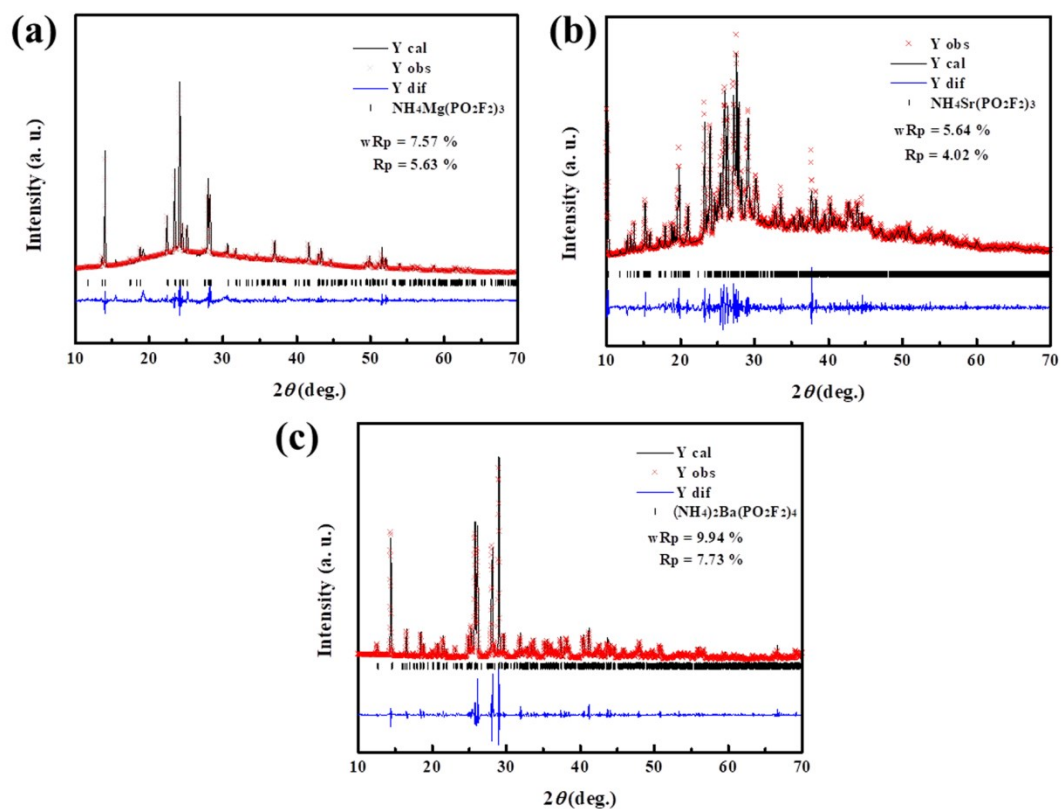 (a)
Y cal
Y obs
Y dif
NH4Mg(PO2F2)3
wRp = 7.57 %
Rp = 5.63 %
Intensity (a. u.)
10 20 30 40 50 60 70
2θ (deg.)
(b)
Y obs
Y cal
Y dif
NH4Sr(PO2F2)3
wRp = 5.64 %
Rp = 4.02 %
Intensity (a. u.)
10 20 30 40 50 60 70
2θ (deg.)
(c)
Y cal
Y obs
Y dif
(NH4)2Ba(PO2F2)4
wRp = 9.94 %
Rp = 7.73 %
Intensity (a. u.)
10 20 30 40 50 60 70
2θ (deg.)